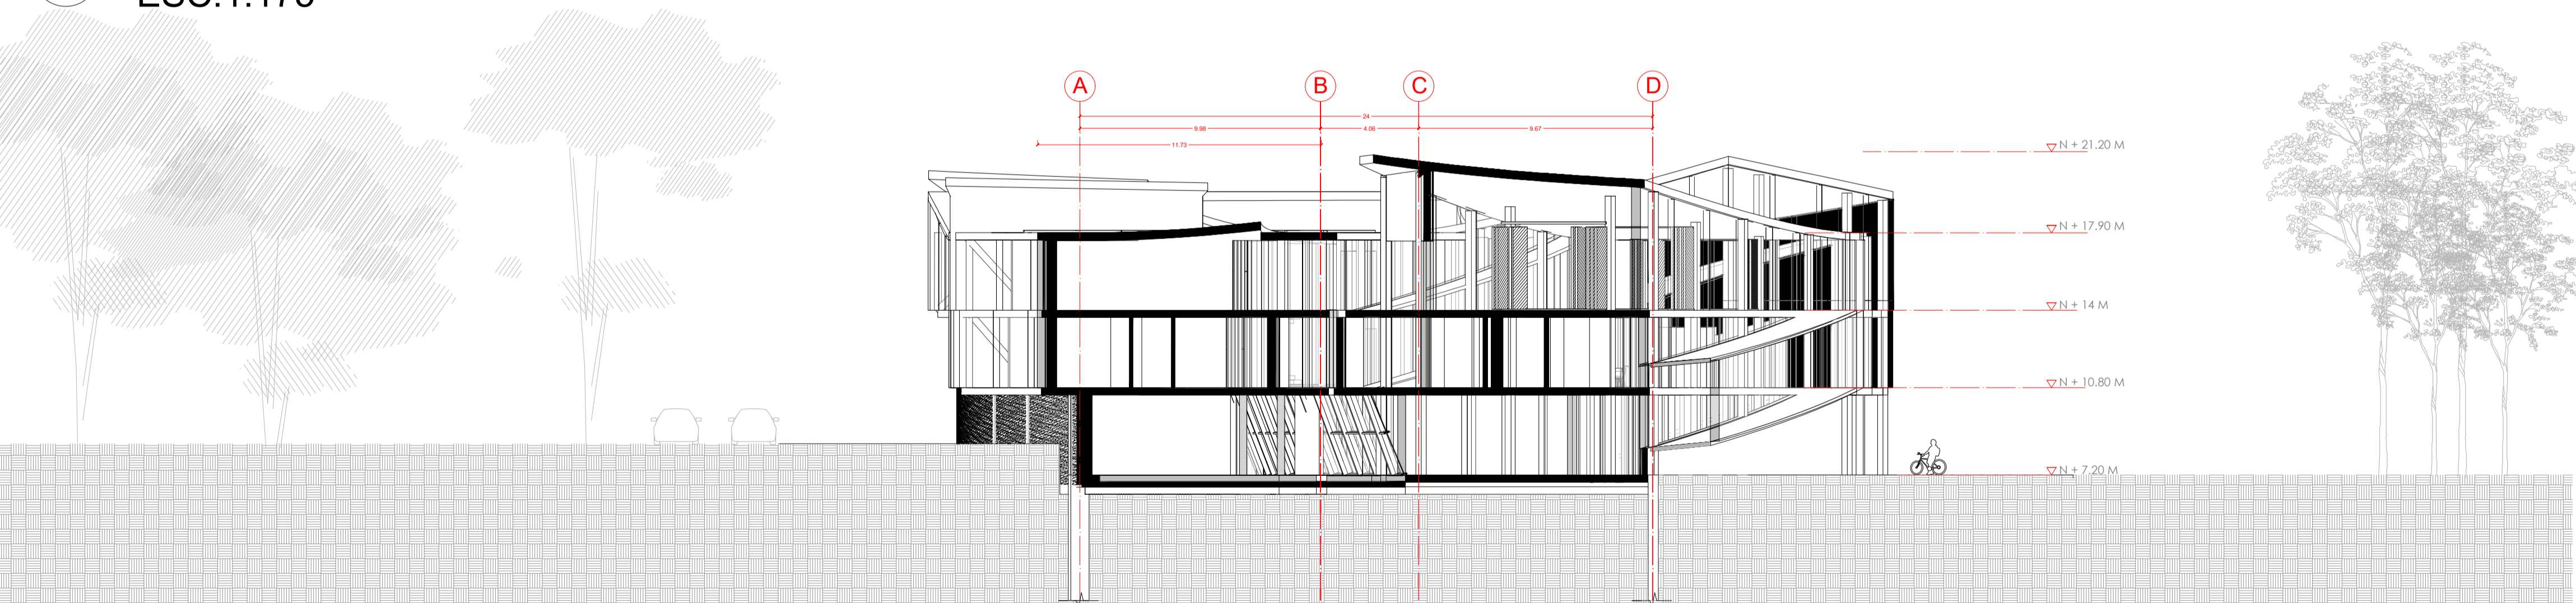 A B C D
24
9.98 4.06 9.67
11.73
N + 21.20 M
N + 17.90 M
N + 14 M
N + 10.80 M
N + 7.20 M